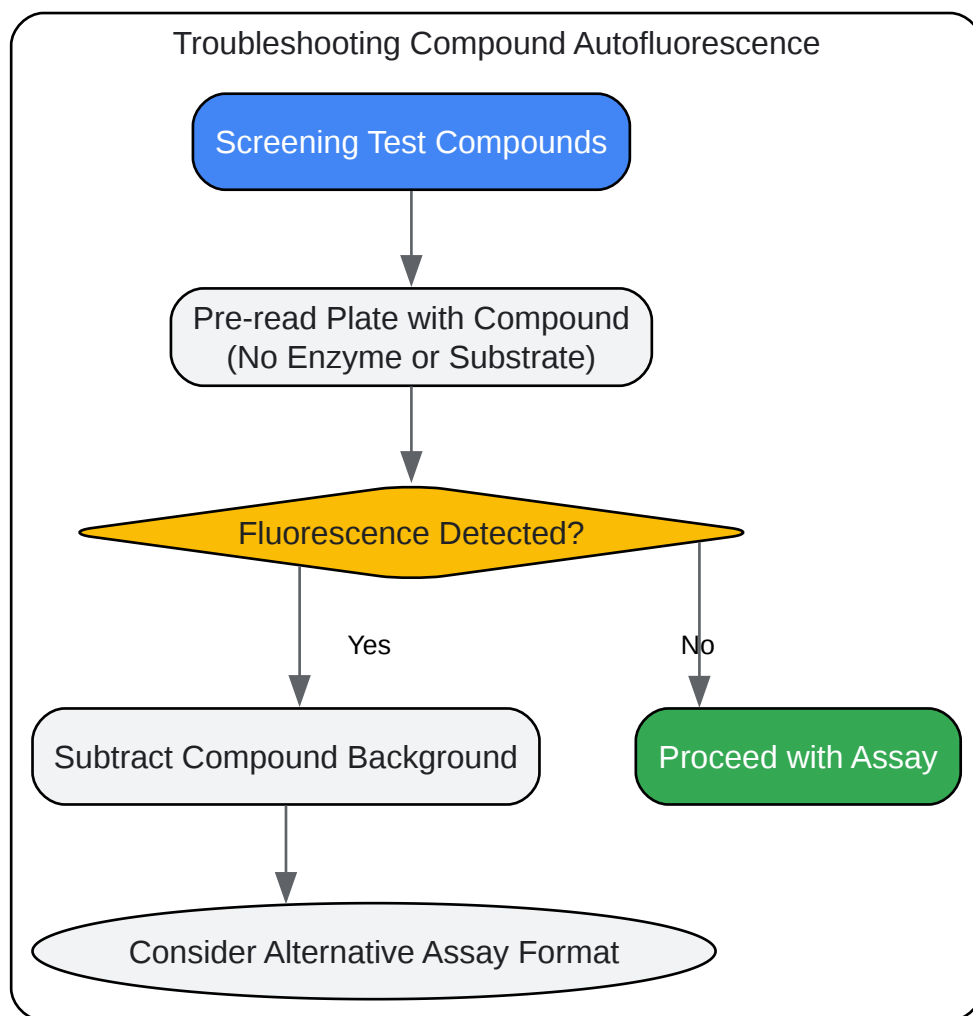 Troubleshooting Compound Autofluorescence
Screening Test Compounds
Pre-read Plate with Compound
(No Enzyme or Substrate)
Fluorescence Detected?
Yes
No
Subtract Compound Background
Proceed with Assay
Consider Alternative Assay Format